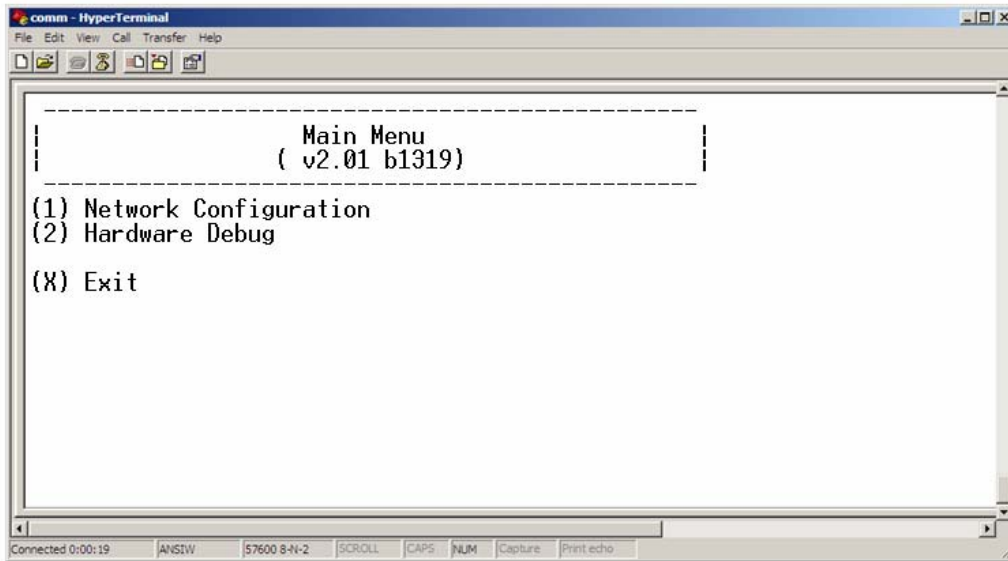 comm - HyperTerminal
File Edit View Call Transfer Help
Main Menu
( v2.01 b1319)
(1) Network Configuration
(2) Hardware Debug
(X) Exit
Connected 0:00:19 ANSIW 57600 8-N-2 SCROLL CAPS NUM Capture Print echo